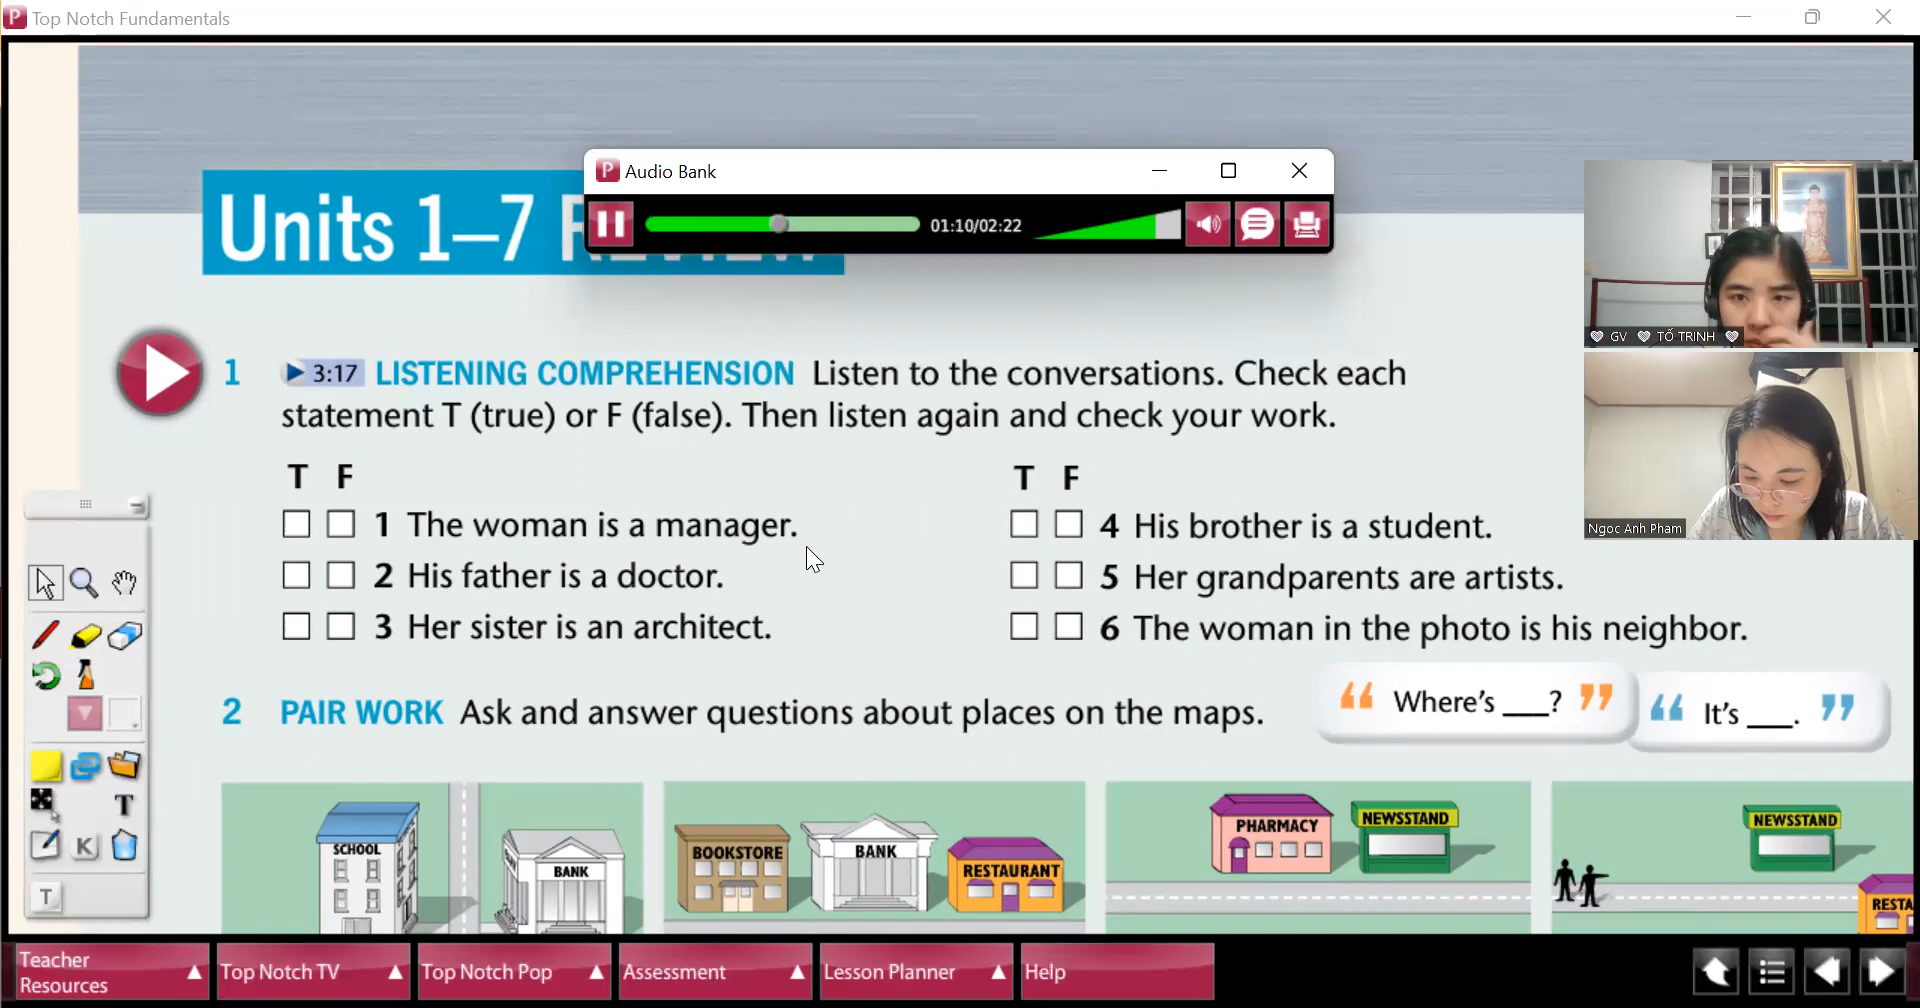 Top Notch Fundamentals
Audio Bank
01:10/02:22
Units 1–7
GV TỐ TRINH
Ngoc Anh Pham
1 3:17 LISTENING COMPREHENSION Listen to the conversations. Check each
statement T (true) or F (false). Then listen again and check your work.
T F
1 The woman is a manager.
2 His father is a doctor.
3 Her sister is an architect.
T F
4 His brother is a student.
5 Her grandparents are artists.
6 The woman in the photo is his neighbor.
2 PAIR WORK Ask and answer questions about places on the maps.
“ Where's ___? ”
“ It's ___. ”
SCHOOL
BANK
BOOKSTORE
BANK
RESTAURANT
PHARMACY
NEWSSTAND
NEWSSTAND
RESTA
T
K
T
Teacher
Resources
Top Notch TV
Top Notch Pop
Assessment
Lesson Planner
Help